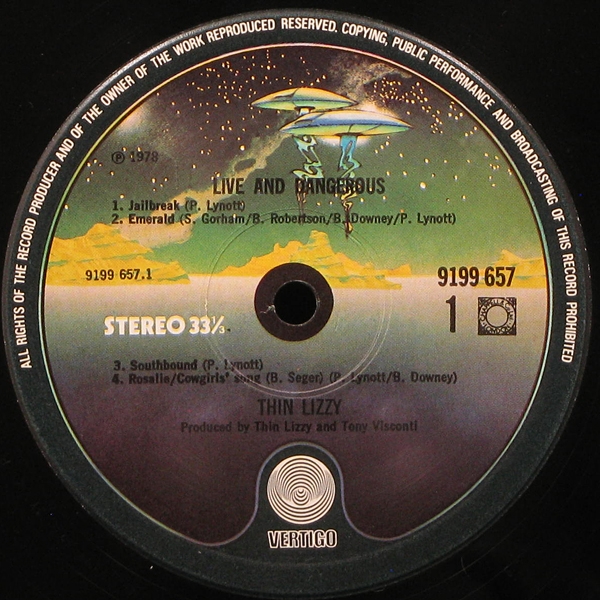 ALL RIGHTS OF THE RECORD PRODUCER AND OF THE OWNER OF THE WORK REPRODUCED RESERVED. COPYING, PUBLIC PERFORMANCE AND BROADCASTING OF THIS RECORD PROHIBITED
℗ 1978
LIVE AND DANGEROUS
1. Jailbreak (P. Lynott)
2. Emerald (S. Gorham/B. Robertson/B. Downey/P. Lynott)
9199 657.1
9199 657
1
STEREO 33⅓
3. Southbound (P. Lynott)
4. Rosalie/Cowgirls' song (B. Seger) (P. Lynott/B. Downey)
THIN LIZZY
Produced by Thin Lizzy and Tony Visconti
VERTIGO